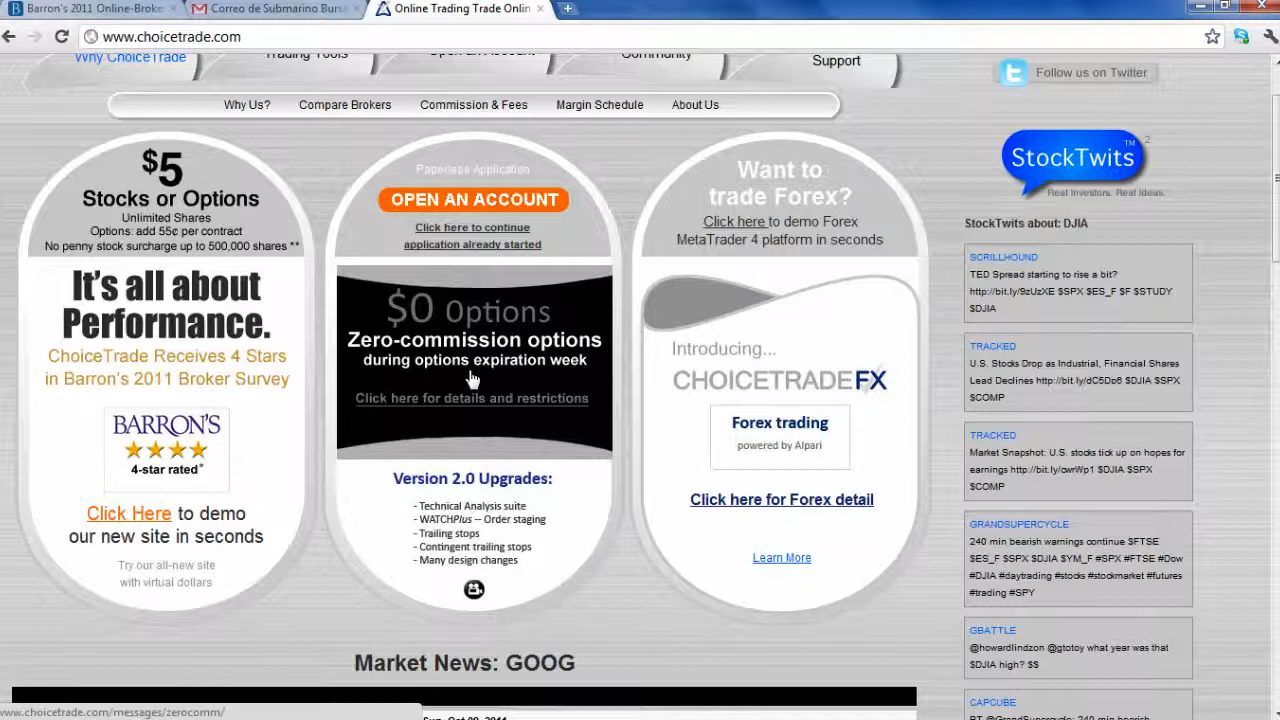 Barron's 2011 Online-Broke
Correo de Submarino Burs
Online Trading Trade Onlin
www.choicetrade.com
Why ChoiceTrade
Trading Tools
Open an Account
Community
Support
Follow us on Twitter
Why Us?
Compare Brokers
Commission & Fees
Margin Schedule
About Us
$5
Stocks or Options
Unlimited Shares
Options: add 55¢ per contract
No penny stock surcharge up to 500,000 shares **
It's all about
Performance.
ChoiceTrade Receives 4 Stars
in Barron's 2011 Broker Survey
BARRON'S
4-star rated*
Click Here to demo
our new site in seconds
Try our all-new site
with virtual dollars
Paperless Application
OPEN AN ACCOUNT
Click here to continue
application already started
$0 Options
Zero-commission options
during options expiration week
Click here for details and restrictions
Version 2.0 Upgrades:
- Technical Analysis suite
- WATCHPlus -- Order staging
- Trailing stops
- Contingent trailing stops
- Many design changes
Want to
trade Forex?
Click here to demo Forex
MetaTrader 4 platform in seconds
Introducing...
CHOICETRADEFX
Forex trading
powered by Alpari
Click here for Forex detail
Learn More
StockTwits™ 2
Real Investors. Real Ideas.
StockTwits about: DJIA
SCRILLHOUND
TED Spread starting to rise a bit?
http://bit.ly/9zUzXE $SPX $ES_F $F $STUDY
$DJIA
TRACKED
U.S. Stocks Drop as Industrial, Financial Shares
Lead Declines http://bit.ly/dC5Do6 $DJIA $SPX
$COMP
TRACKED
Market Snapshot: U.S. stocks tick up on hopes for
earnings http://bit.ly/cwrWp1 $DJIA $SPX
$COMP
GRANDSUPERCYCLE
240 min bearish warnings continue $FTSE
$ES_F $SPX $DJIA $YM_F #SPX #FTSE #Dow
#DJIA #daytrading #stocks #stockmarket #futures
#trading #SPY
GBATTLE
@howardlindzon @gtotoy what year was that
$DJIA high? $$
CAPCUBE
RT @GrandSupercycle: 240 min bearish
Market News: GOOG
www.choicetrade.com/messages/zerocomm/
Sun, Oct 09, 2011